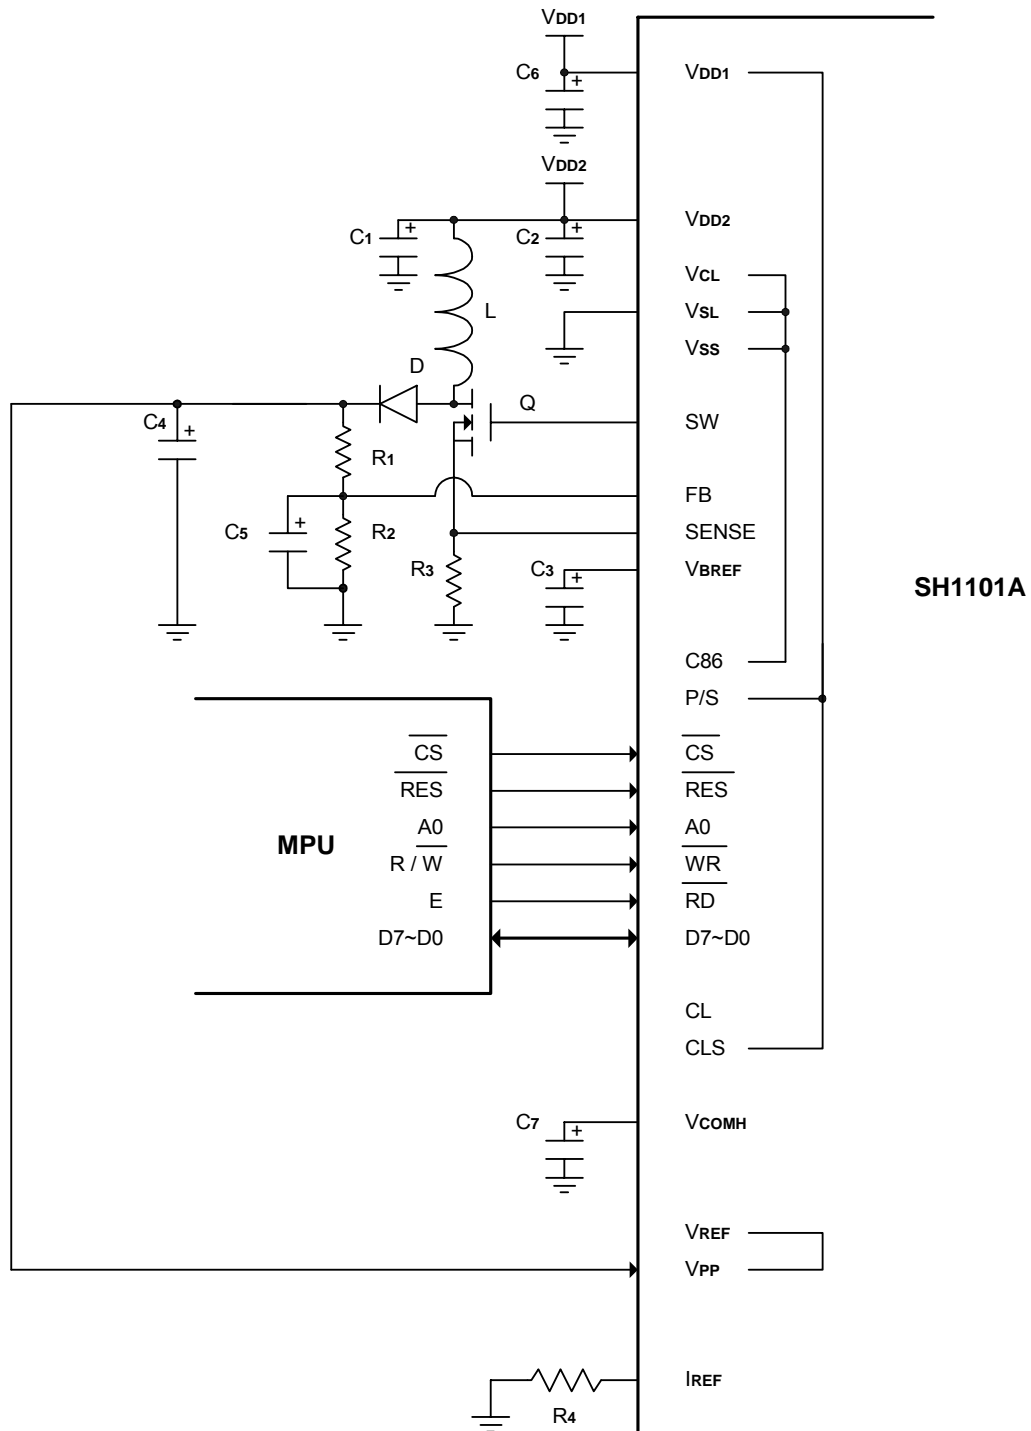 VDD1
C6
VDD1
VDD2
C1
C2
VDD2
VCL
L
VSL
VSS
D
C4
Q
SW
R1
FB
C5
R2
SENSE
R3
C3
VBREF
SH1101A
C86
P/S
CS
CS
RES
RES
MPU
A0
A0
R / W
WR
E
RD
D7~D0
D7~D0
CL
CLS
C7
VCOMH
VREF
VPP
IREF
R4
+
+
+
+
+
+
+